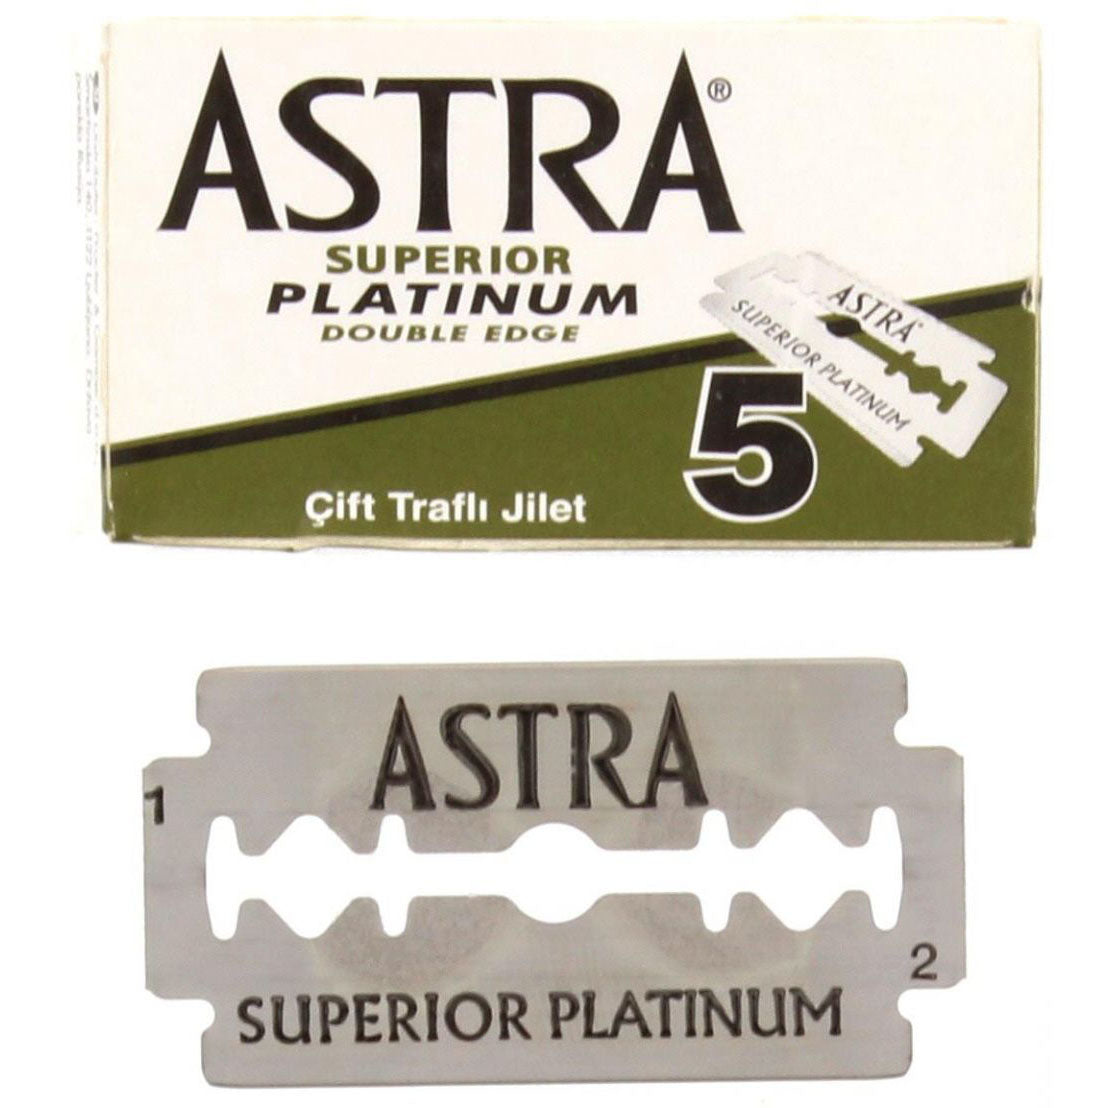 ASTRA®
SUPERIOR
PLATINUM
DOUBLE EDGE
ASTRA
SUPERIOR PLATINUM
5
Çift Traflı Jilet
ASTRA
1
2
SUPERIOR PLATINUM